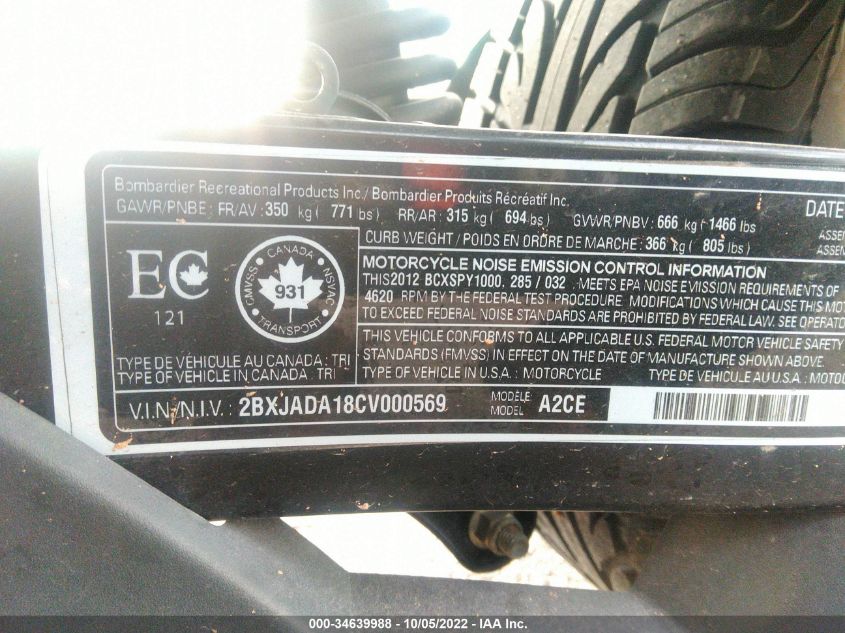 Bombardier Recreational Products Inc./ Bombardier Produits Récréatif Inc.
GAWR/PNBE : FR/AV : 350 kg ( 771 lbs ) RR/AR : 315 kg ( 694 lbs ) GVWR/PNBV : 666 kg / 1466 lbs
CURB WEIGHT / POIDS EN ORDRE DE MARCHE : 366 kg ( 805 lbs )
DATE
ASSEM
ASSEM
EC
121
CANADA
CMVSS
NSVAC
931
TRANSPORT
TYPE DE VÉHICULE AU CANADA : TRI
TYPE OF VEHICLE IN CANADA : TRI
MOTORCYCLE NOISE EMISSION CONTROL INFORMATION
THIS 2012 BCXSPY1000. 285 / 032 , MEETS EPA NOISE EMISSION REQUIREMENTS OF
4620 RPM BY THE FEDERAL TEST PROCEDURE. MODIFICATIONS WHICH CAUSE THIS MOT
TO EXCEED FEDERAL NOISE STANDARDS ARE PROHIBITED BY FEDERAL LAW. SEE OPERATO
THIS VEHICLE CONFORMS TO ALL APPLICABLE U.S. FEDERAL MOTOR VEHICLE SAFETY
STANDARDS (FMVSS) IN EFFECT ON THE DATE OF MANUFACTURE SHOWN ABOVE.
TYPE OF VEHICLE IN U.S.A. : MOTORCYCLE TYPE DE VÉHICULE AU U.S.A. : MOTOC
V.I.N./N.I.V. : 2BXJADA18CV000569
MODÈLE:
MODEL: A2CE
000-34639988 - 10/05/2022 - IAA Inc.